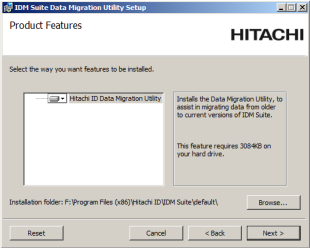 IDM Suite Data Migration Utility Setup
Product Features
HITACHI
Select the way you want features to be installed.
Hitachi ID Data Migration Utility
Installs the Data Migration Utility, to
assist in migrating data from older
to current versions of IDM Suite.
This feature requires 3084KB on
your hard drive.
Installation folder: F:\Program Files (x86)\Hitachi ID\IDM Suite\default\
Browse...
Reset
Cancel
< Back
Next >